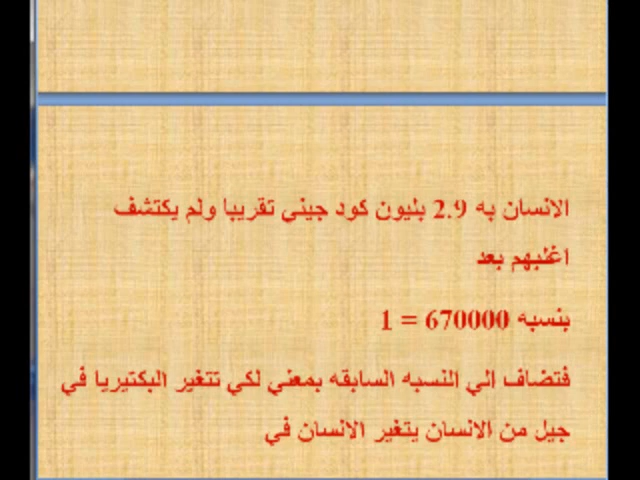 الانسان به 2.9 بليون كود جيني تقريبا ولم يكتشف
اغلبهم بعد
بنسبه 670000 = 1
فتضاف الي النسبه السابقه بمعني لكي تتغير البكتيريا في
جيل من الانسان يتغير الانسان في